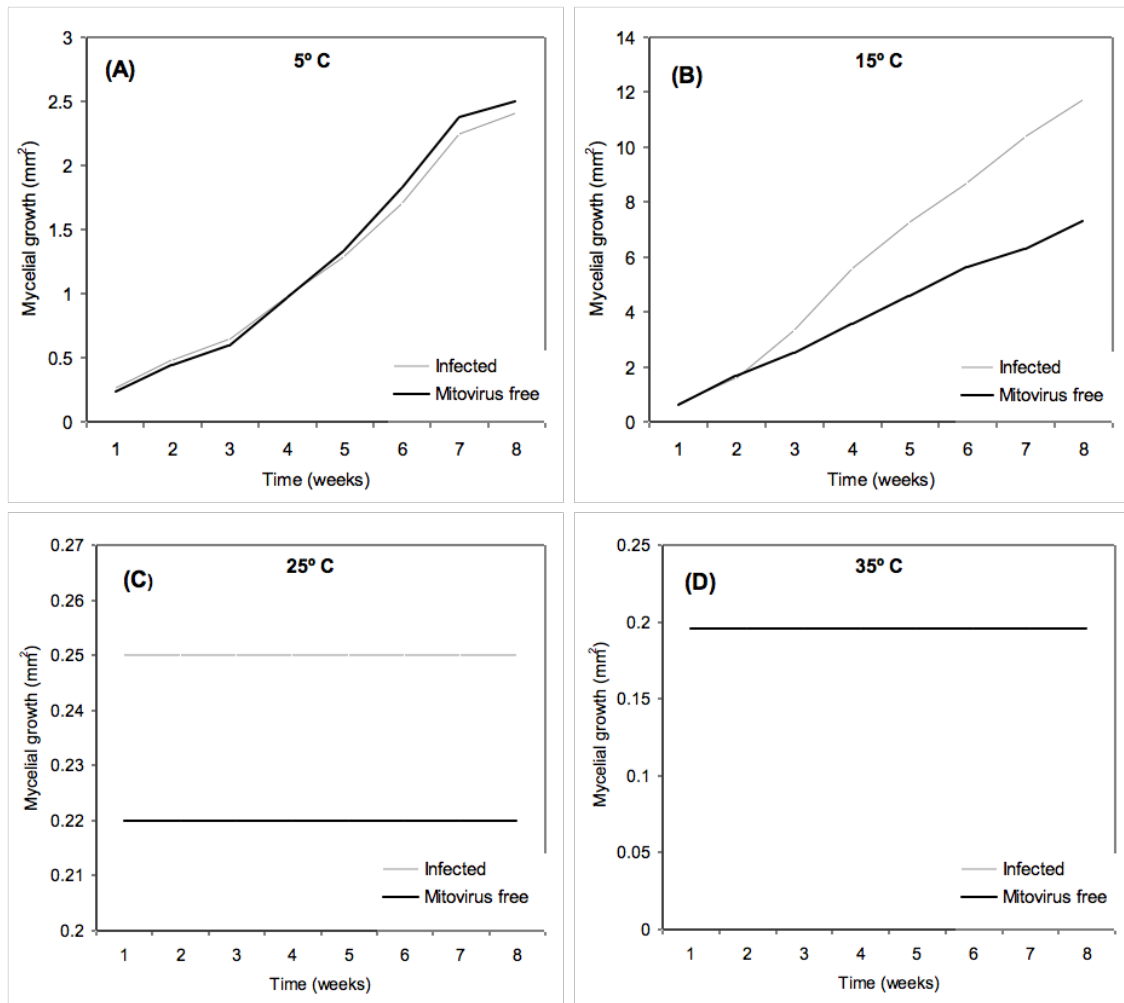 (A)
5º C
Mycelial growth (mm²)
3
2.5
2
1.5
1
0.5
0
Infected
Mitovirus free
1 2 3 4 5 6 7 8
Time (weeks)
(B)
15º C
Mycelial growth (mm²)
14
12
10
8
6
4
2
0
Infected
Mitovirus free
1 2 3 4 5 6 7 8
Time (weeks)
(C)
25º C
Mycelial growth (mm²)
0.27
0.26
0.25
0.24
0.23
0.22
0.21
0.2
Infected
Mitovirus free
1 2 3 4 5 6 7 8
Time (weeks)
(D)
35º C
Mycelial growth (mm²)
0.25
0.2
0.15
0.1
0.05
0
Infected
Mitovirus free
1 2 3 4 5 6 7 8
Time (weeks)